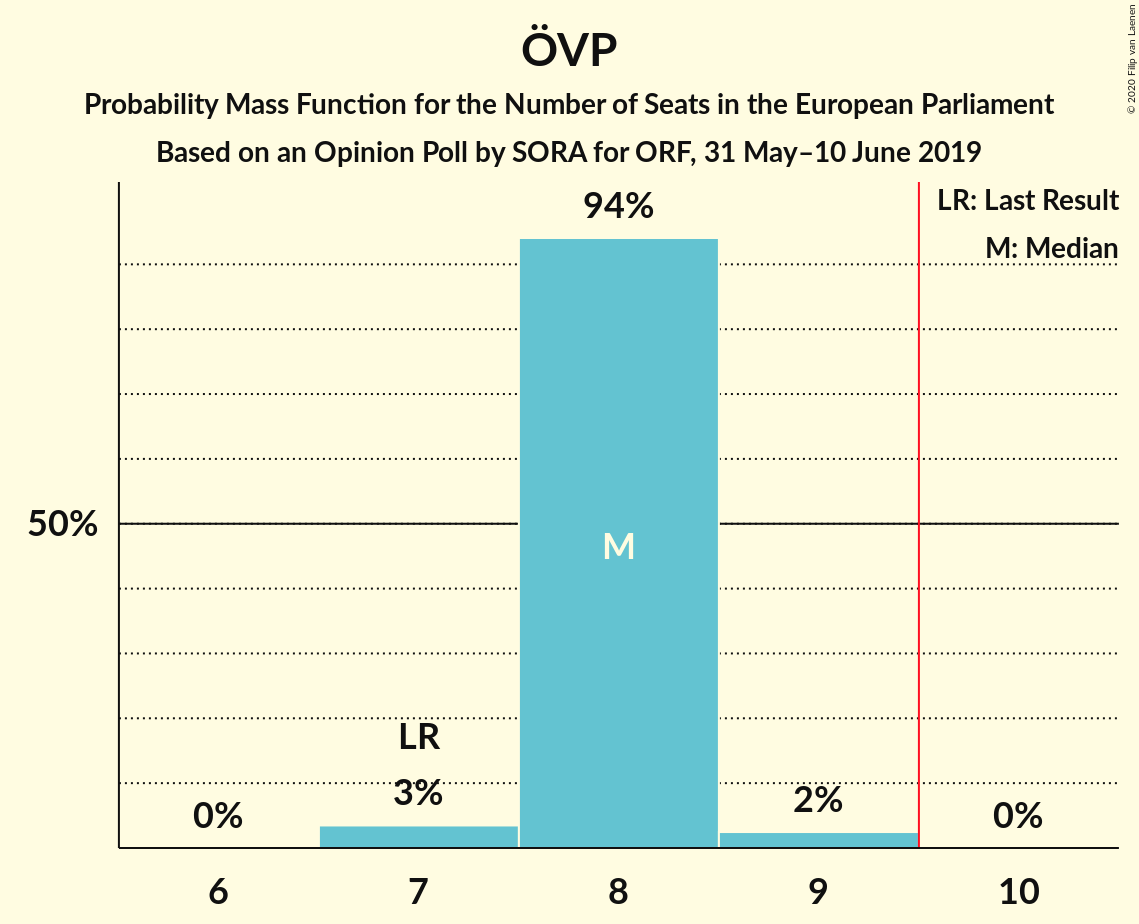 ÖVP
Probability Mass Function for the Number of Seats in the European Parliament
Based on an Opinion Poll by SORA for ORF, 31 May–10 June 2019
© 2020 Filip van Laenen
LR: Last Result
M: Median
94%
50%
M
LR
3%
0%
2%
0%
6
7
8
9
10